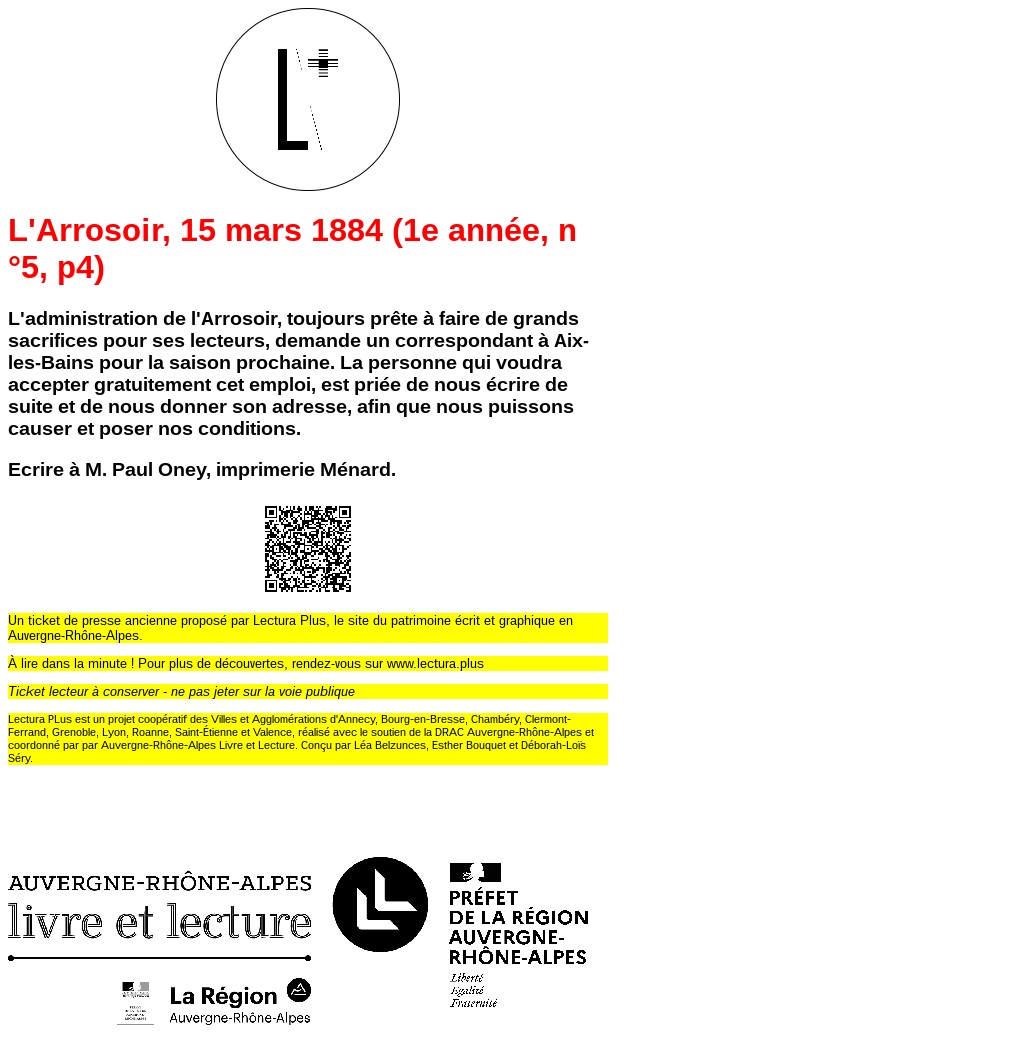 L+
L'Arrosoir, 15 mars 1884 (1e année, n
°5, p4)
L'administration de l'Arrosoir, toujours prête à faire de grands
sacrifices pour ses lecteurs, demande un correspondant à Aix-
les-Bains pour la saison prochaine. La personne qui voudra
accepter gratuitement cet emploi, est priée de nous écrire de
suite et de nous donner son adresse, afin que nous puissons
causer et poser nos conditions.
Ecrire à M. Paul Oney, imprimerie Ménard.
Un ticket de presse ancienne proposé par Lectura Plus, le site du patrimoine écrit et graphique en
Auvergne-Rhône-Alpes.
À lire dans la minute ! Pour plus de découvertes, rendez-vous sur www.lectura.plus
Ticket lecteur à conserver - ne pas jeter sur la voie publique
Lectura PLus est un projet coopératif des Villes et Agglomérations d'Annecy, Bourg-en-Bresse, Chambéry, Clermont-
Ferrand, Grenoble, Lyon, Roanne, Saint-Étienne et Valence, réalisé avec le soutien de la DRAC Auvergne-Rhône-Alpes et
coordonné par par Auvergne-Rhône-Alpes Livre et Lecture. Conçu par Léa Belzunces, Esther Bouquet et Déborah-Loïs
Séry.
AUVERGNE-RHÔNE-ALPES
livre et lecture
La Région
Auvergne-Rhône-Alpes
PRÉFET
DE LA RÉGION
AUVERGNE-
RHÔNE-ALPES
Liberté
Égalité
Fraternité